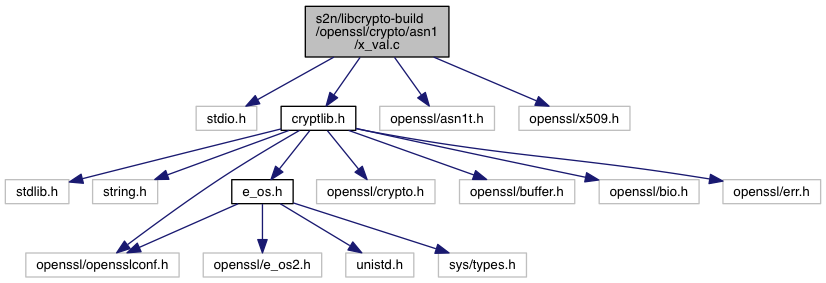 s2n/libcrypto-build
/openssl/crypto/asn1
/x_val.c
stdio.h
cryptlib.h
openssl/asn1t.h
openssl/x509.h
stdlib.h
string.h
e_os.h
openssl/crypto.h
openssl/buffer.h
openssl/bio.h
openssl/err.h
openssl/opensslconf.h
openssl/e_os2.h
unistd.h
sys/types.h